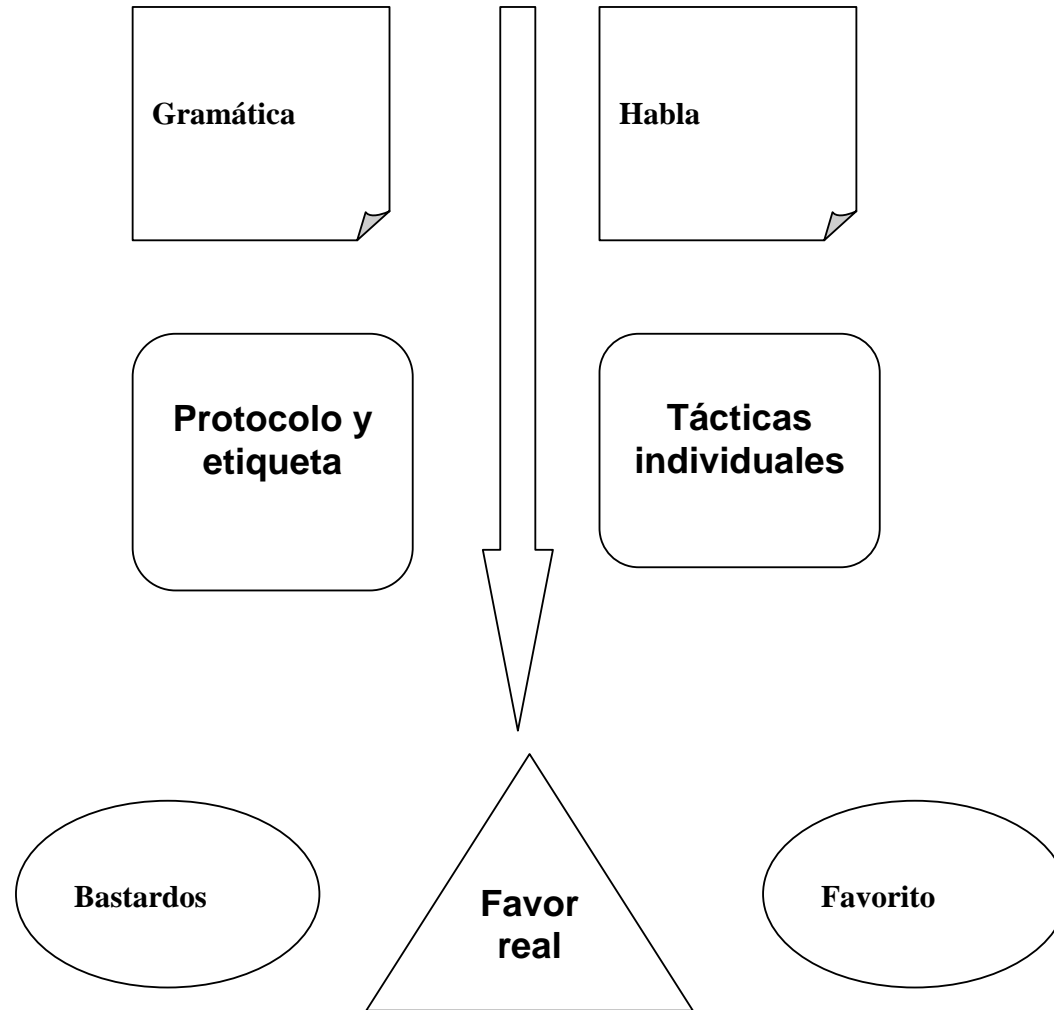 Gramática
Habla
Protocolo y
etiqueta
Tácticas
individuales
Bastardos
Favor
real
Favorito